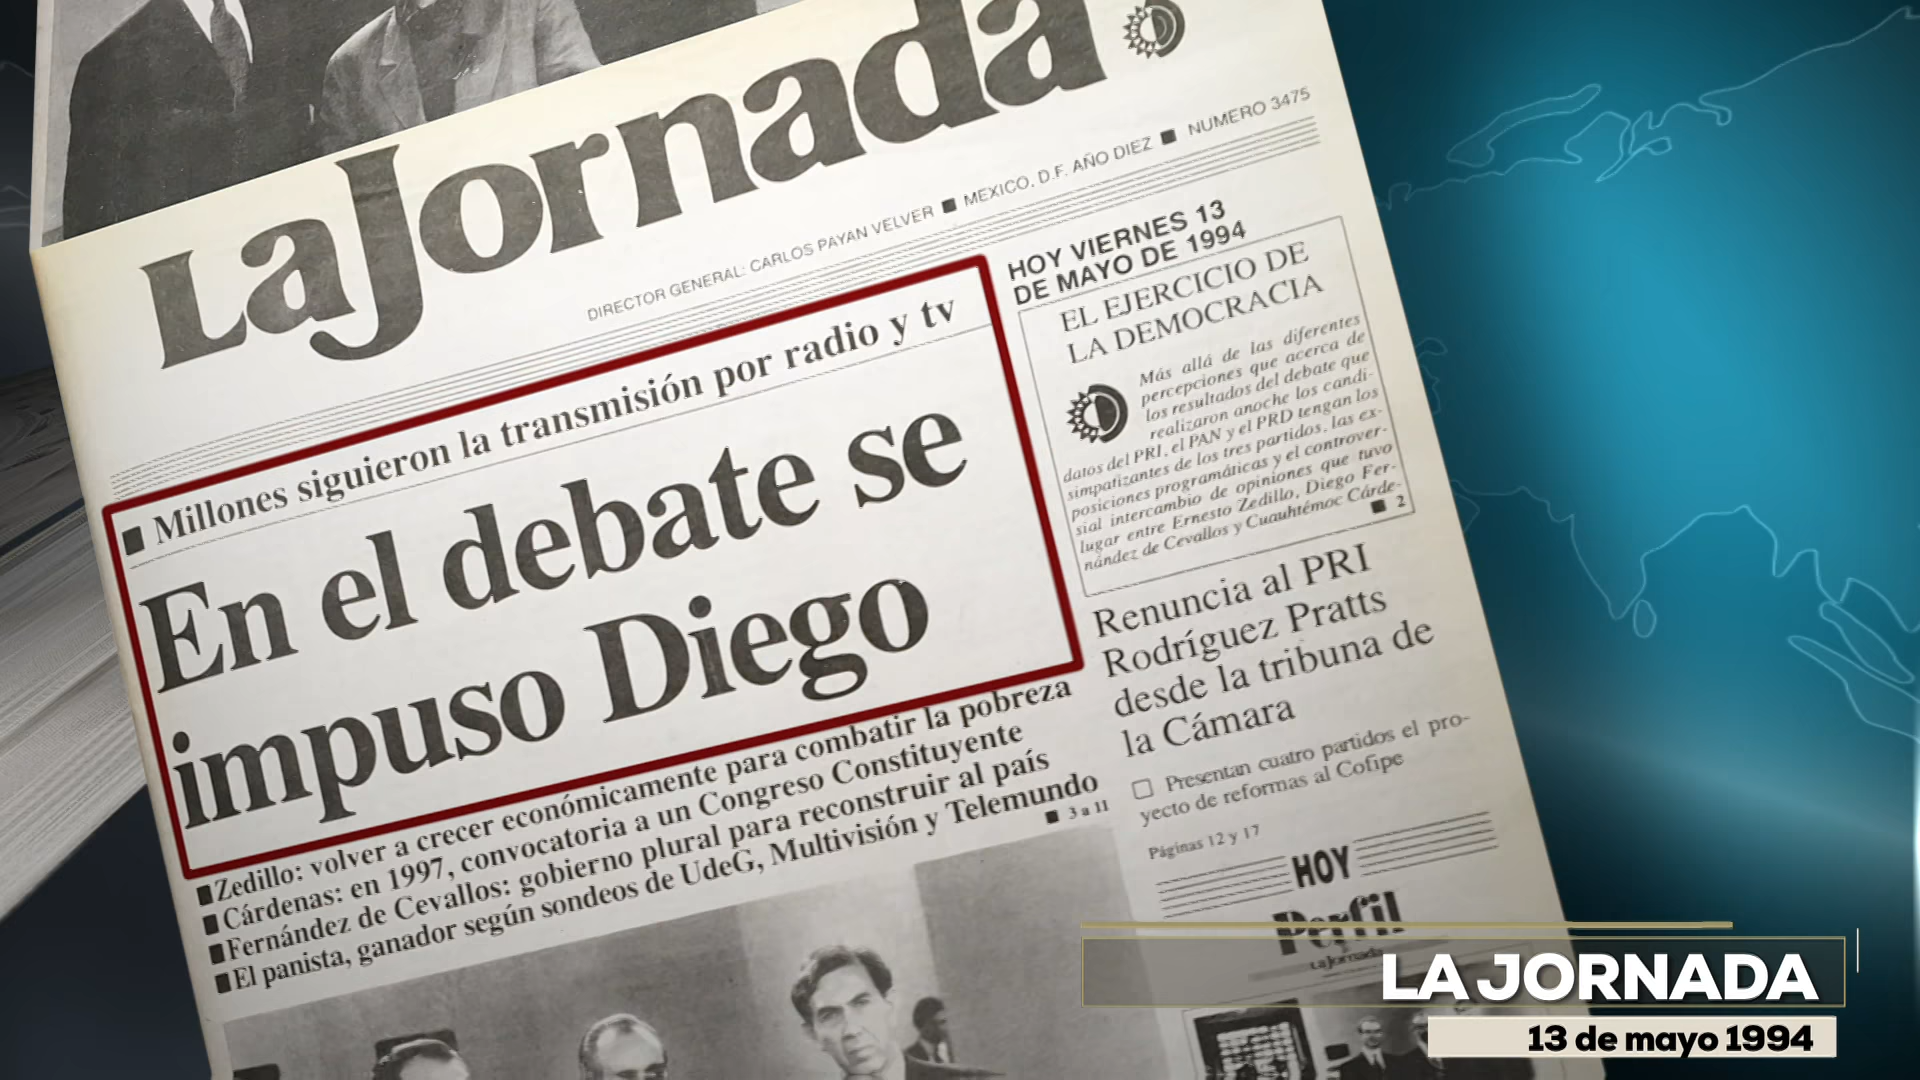 La Jornada
DIRECTOR GENERAL: CARLOS PAYAN VELVER ■ MEXICO, D.F. AÑO DIEZ ■ NUMERO 3475
■ Millones siguieron la transmisión por radio y tv
En el debate se
impuso Diego
■ Zedillo: volver a crecer económicamente para combatir la pobreza
■ Cárdenas: en 1997, convocatoria a un Congreso Constituyente
■ Fernández de Cevallos: gobierno plural para reconstruir al país
■ El panista, ganador según sondeos de UdeG, Multivisión y Telemundo
■ 3 a 11
HOY VIERNES 13
DE MAYO DE 1994
EL EJERCICIO DE
LA DEMOCRACIA
Más allá de las diferentes
percepciones que acerca de
los resultados del debate que
realizaron anoche los candi-
datos del PRI, el PAN y el PRD tengan los
simpatizantes de los tres partidos, las ex-
posiciones programáticas y el controver-
sial intercambio de opiniones que tuvo
lugar entre Ernesto Zedillo, Diego Fer-
nández de Cevallos y Cuauhtémoc Cárde-
■ 2
Renuncia al PRI
Rodríguez Pratts
desde la tribuna de
la Cámara
□ Presentan cuatro partidos el pro-
yecto de reformas al Cofipe
Páginas 12 y 17
HOY
Perfil
La Jornada
LA JORNADA
13 de mayo 1994